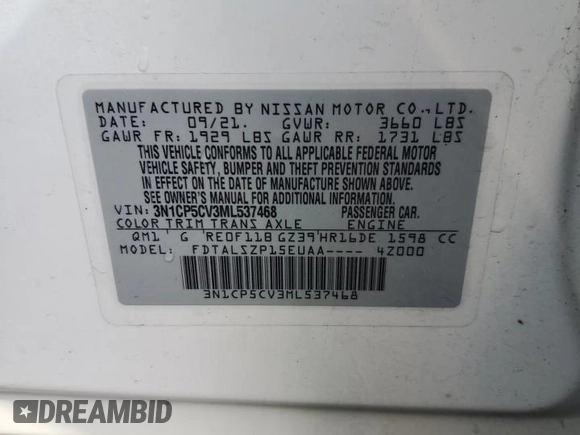 MANUFACTURED BY NISSAN MOTOR CO.,LTD.
DATE: 09/21. GVWR: 3660 LBS
GAWR FR: 1929 LBS GAWR RR: 1731 LBS
THIS VEHICLE CONFORMS TO ALL APPLICABLE FEDERAL MOTOR
VEHICLE SAFETY, BUMPER AND THEFT PREVENTION STANDARDS
IN EFFECT ON THE DATE OF MANUFACTURE SHOWN ABOVE.
SEE OWNER'S MANUAL FOR ADDITIONAL INFORMATION.
VIN: 3N1CP5CV3ML537468 PASSENGER CAR.
COLOR TRIM TRANS AXLE ENGINE
QM1 G RE0F11B GZ39 HR16DE 1598 CC
MODEL: FDTALSZP15EUAA---- 4Z000
3N1CP5CV3ML537468
DREAMBID